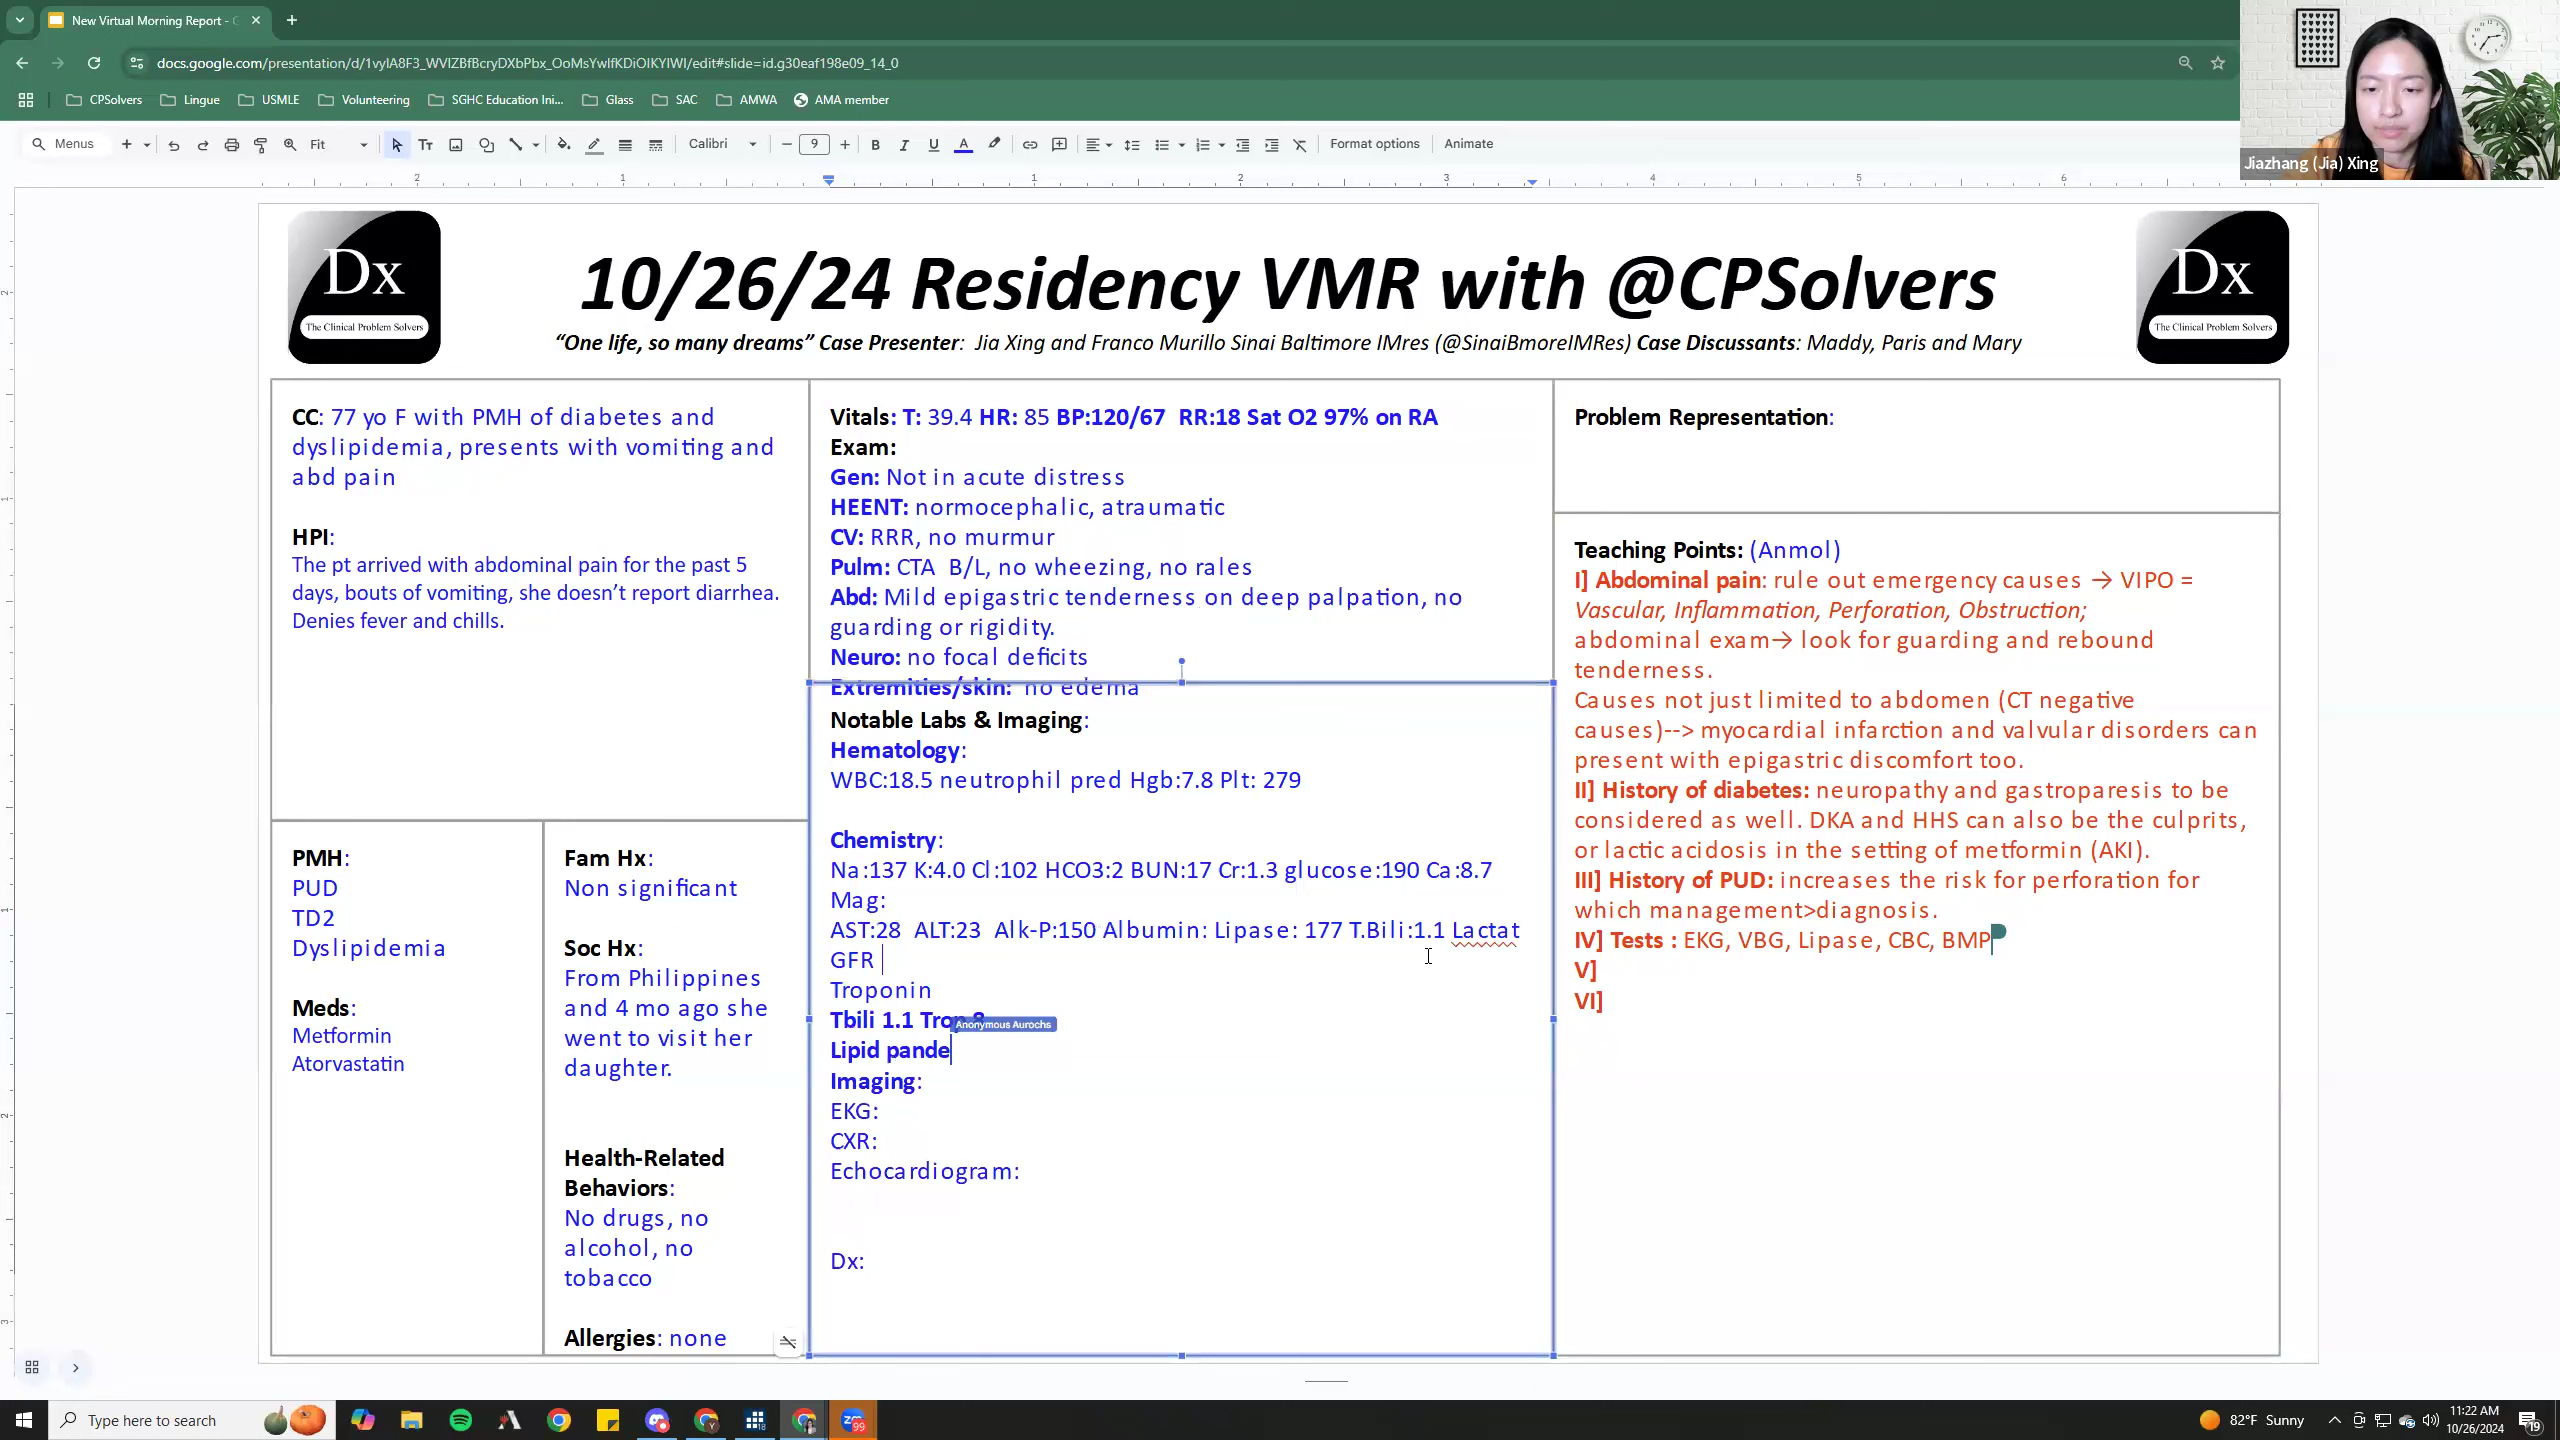 New Virtual Morning Report - C
docs.google.com/presentation/d/1vylA8F3_WVIZBfBcryDXbPbx_OoMsYwlfKDiOIKYIWI/edit#slide=id.g30eaf198e09_14_0
CPSolvers Lingue USMLE Volunteering SGHC Education Ini... Glass SAC AMWA AMA member
Menus Fit Calibri 9 B I U A Format options Animate
Jiazhang (Jia) Xing
2 1 1 2 3 4 5 6
Dx
The Clinical Problem Solvers
10/26/24 Residency VMR with @CPSolvers
“One life, so many dreams” Case Presenter: Jia Xing and Franco Murillo Sinai Baltimore IMres (@SinaiBmoreIMRes) Case Discussants: Maddy, Paris and Mary
Dx
The Clinical Problem Solvers
CC: 77 yo F with PMH of diabetes and
dyslipidemia, presents with vomiting and
abd pain
HPI:
The pt arrived with abdominal pain for the past 5
days, bouts of vomiting, she doesn’t report diarrhea.
Denies fever and chills.
PMH:
PUD
TD2
Dyslipidemia
Meds:
Metformin
Atorvastatin
Fam Hx:
Non significant
Soc Hx:
From Philippines
and 4 mo ago she
went to visit her
daughter.
Health-Related
Behaviors:
No drugs, no
alcohol, no
tobacco
Allergies: none
Vitals: T: 39.4 HR: 85 BP:120/67 RR:18 Sat O2 97% on RA
Exam:
Gen: Not in acute distress
HEENT: normocephalic, atraumatic
CV: RRR, no murmur
Pulm: CTA B/L, no wheezing, no rales
Abd: Mild epigastric tenderness on deep palpation, no
guarding or rigidity.
Neuro: no focal deficits
Extremities/skin: no edema
Notable Labs & Imaging:
Hematology:
WBC:18.5 neutrophil pred Hgb:7.8 Plt: 279
Chemistry:
Na:137 K:4.0 Cl:102 HCO3:2 BUN:17 Cr:1.3 glucose:190 Ca:8.7
Mag:
AST:28 ALT:23 Alk-P:150 Albumin: Lipase: 177 T.Bili:1.1 Lactat
GFR
Troponin
Tbili 1.1 Trop 8
Anonymous Aurochs
Lipid pande
Imaging:
EKG:
CXR:
Echocardiogram:
Dx:
Problem Representation:
Teaching Points: (Anmol)
I] Abdominal pain: rule out emergency causes → VIPO =
Vascular, Inflammation, Perforation, Obstruction;
abdominal exam→ look for guarding and rebound
tenderness.
Causes not just limited to abdomen (CT negative
causes)--> myocardial infarction and valvular disorders can
present with epigastric discomfort too.
II] History of diabetes: neuropathy and gastroparesis to be
considered as well. DKA and HHS can also be the culprits,
or lactic acidosis in the setting of metformin (AKI).
III] History of PUD: increases the risk for perforation for
which management>diagnosis.
IV] Tests : EKG, VBG, Lipase, CBC, BMP
V]
VI]
Type here to search
82°F Sunny
11:22 AM
10/26/2024
19